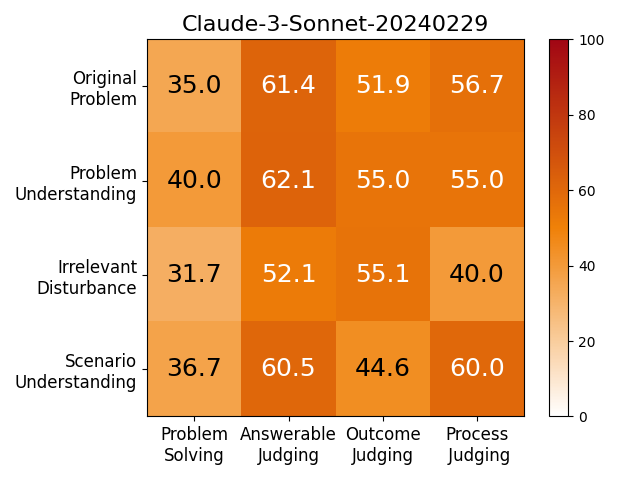 Claude-3-Sonnet-20240229
Original
Problem
35.0 61.4 51.9 56.7
Problem
Understanding
40.0 62.1 55.0 55.0
Irrelevant
Disturbance
31.7 52.1 55.1 40.0
Scenario
Understanding
36.7 60.5 44.6 60.0
Problem
Solving
Answerable
Judging
Outcome
Judging
Process
Judging
100
80
60
40
20
0